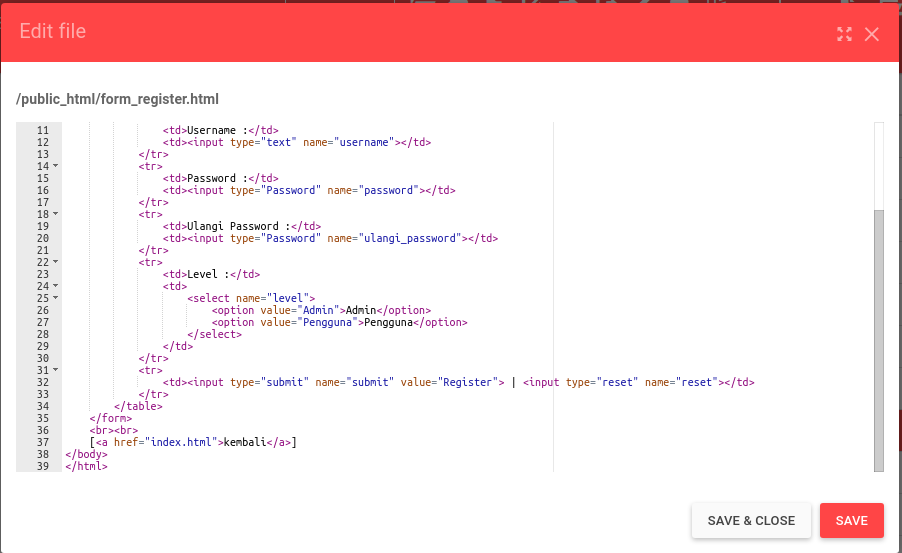 Edit file
/public_html/form_register.html
11 <td>Username :</td>
12 <td><input type="text" name="username"></td>
13 </tr>
14 <tr>
15 <td>Password :</td>
16 <td><input type="Password" name="password"></td>
17 </tr>
18 <tr>
19 <td>Ulangi Password :</td>
20 <td><input type="Password" name="ulangi_password"></td>
21 </tr>
22 <tr>
23 <td>Level :</td>
24 <td>
25 <select name="level">
26 <option value="Admin">Admin</option>
27 <option value="Pengguna">Pengguna</option>
28 </select>
29 </td>
30 </tr>
31 <tr>
32 <td><input type="submit" name="submit" value="Register"> | <input type="reset" name="reset"></td>
33 </tr>
34 </table>
35 </form>
36 <br><br>
37 [<a href="index.html">kembali</a>]
38 </body>
39 </html>
SAVE & CLOSE
SAVE